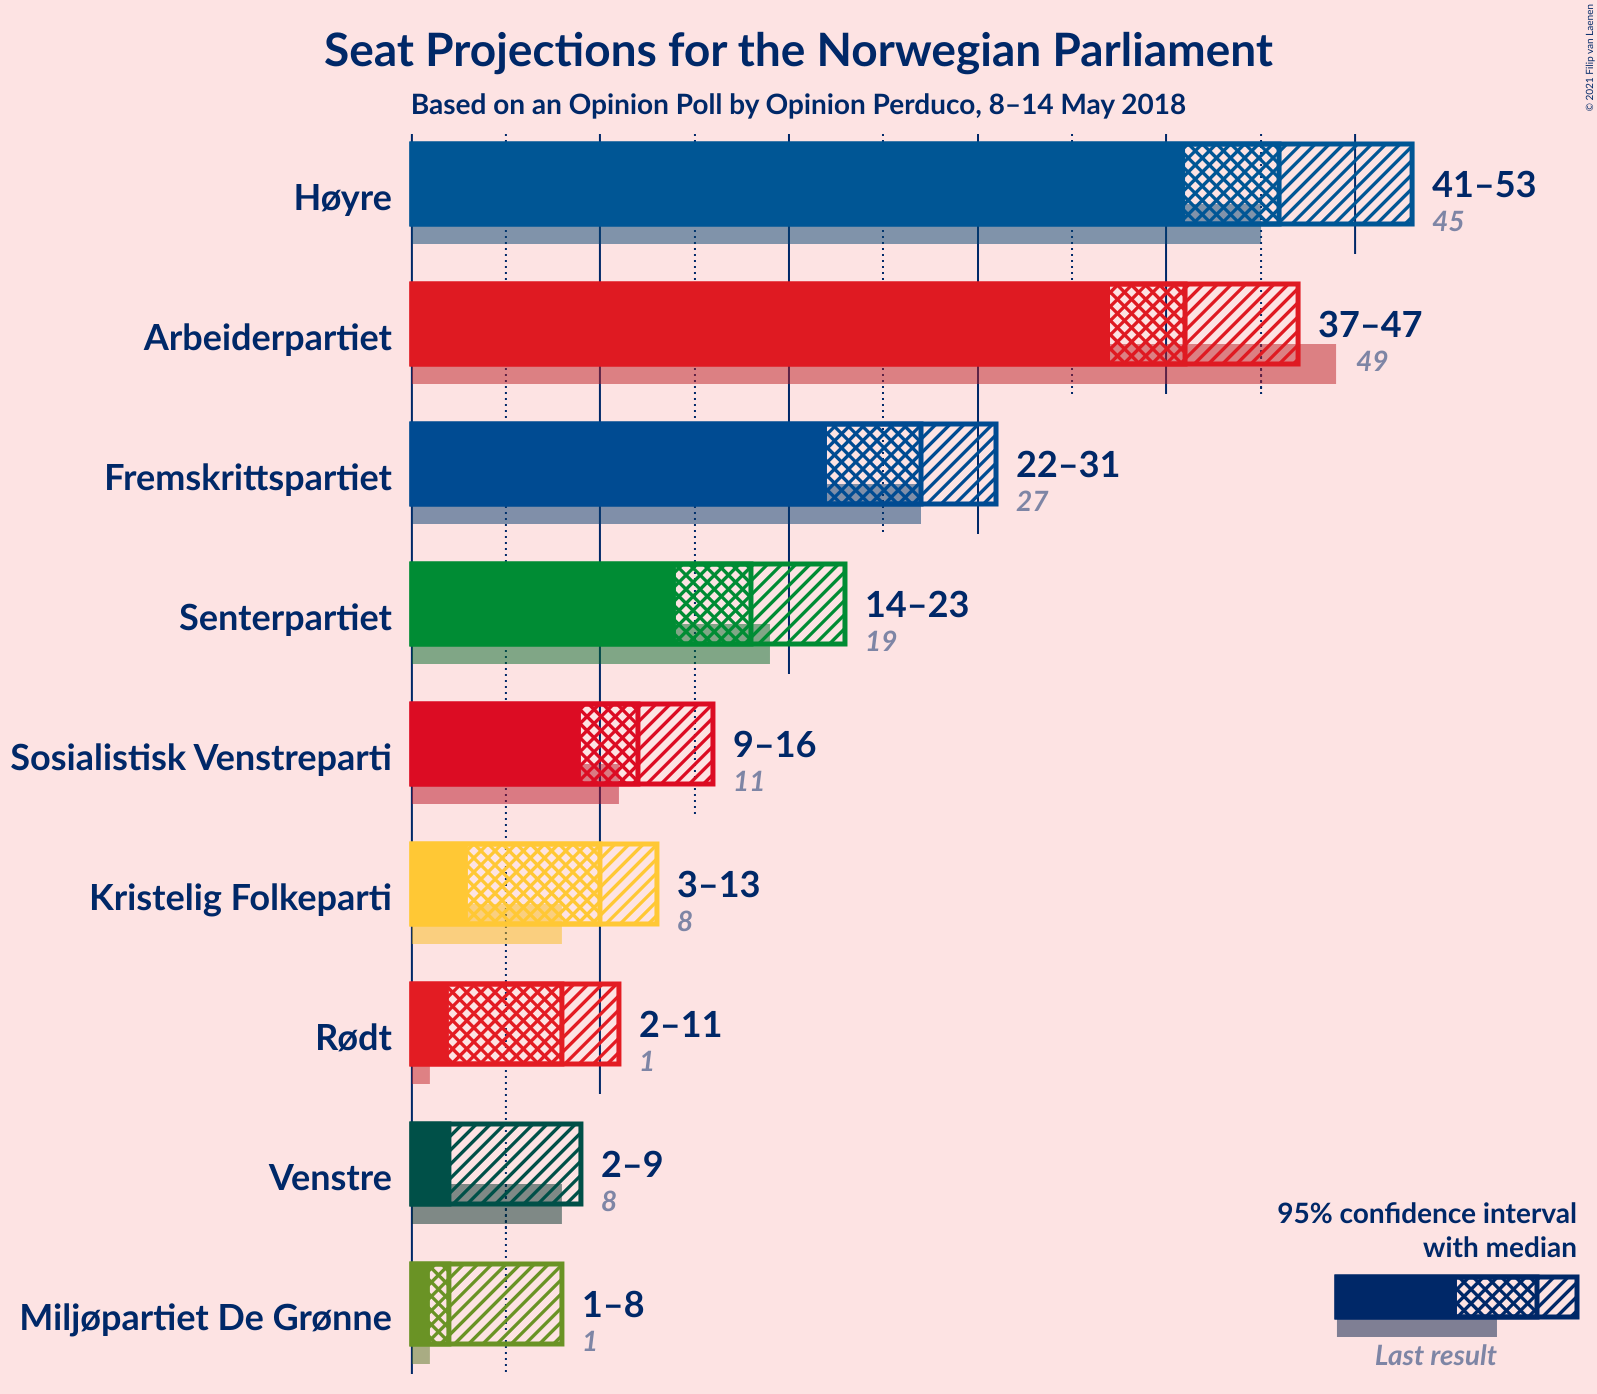 Seat Projections for the Norwegian Parliament
Based on an Opinion Poll by Opinion Perduco, 8–14 May 2018
© 2021 Filip van Laenen
Høyre
41–53
45
Arbeiderpartiet
37–47
49
Fremskrittspartiet
22–31
27
Senterpartiet
14–23
19
Sosialistisk Venstreparti
9–16
11
Kristelig Folkeparti
3–13
8
Rødt
2–11
1
Venstre
2–9
8
Miljøpartiet De Grønne
1–8
1
95% confidence interval
with median
Last result